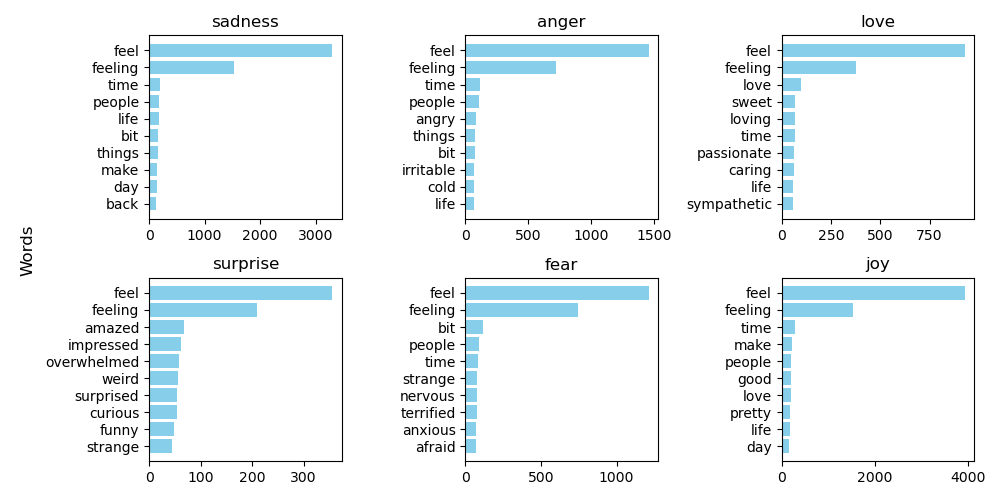 Words
sadness
feel
feeling
time
people
life
bit
things
make
day
back
0 1000 2000 3000
anger
feel
feeling
time
people
angry
things
bit
irritable
cold
life
0 500 1000 1500
love
feel
feeling
love
sweet
loving
time
passionate
caring
life
sympathetic
0 250 500 750
surprise
feel
feeling
amazed
impressed
overwhelmed
weird
surprised
curious
funny
strange
0 100 200 300
fear
feel
feeling
bit
people
time
strange
nervous
terrified
anxious
afraid
0 500 1000
joy
feel
feeling
time
make
people
good
love
pretty
life
day
0 2000 4000